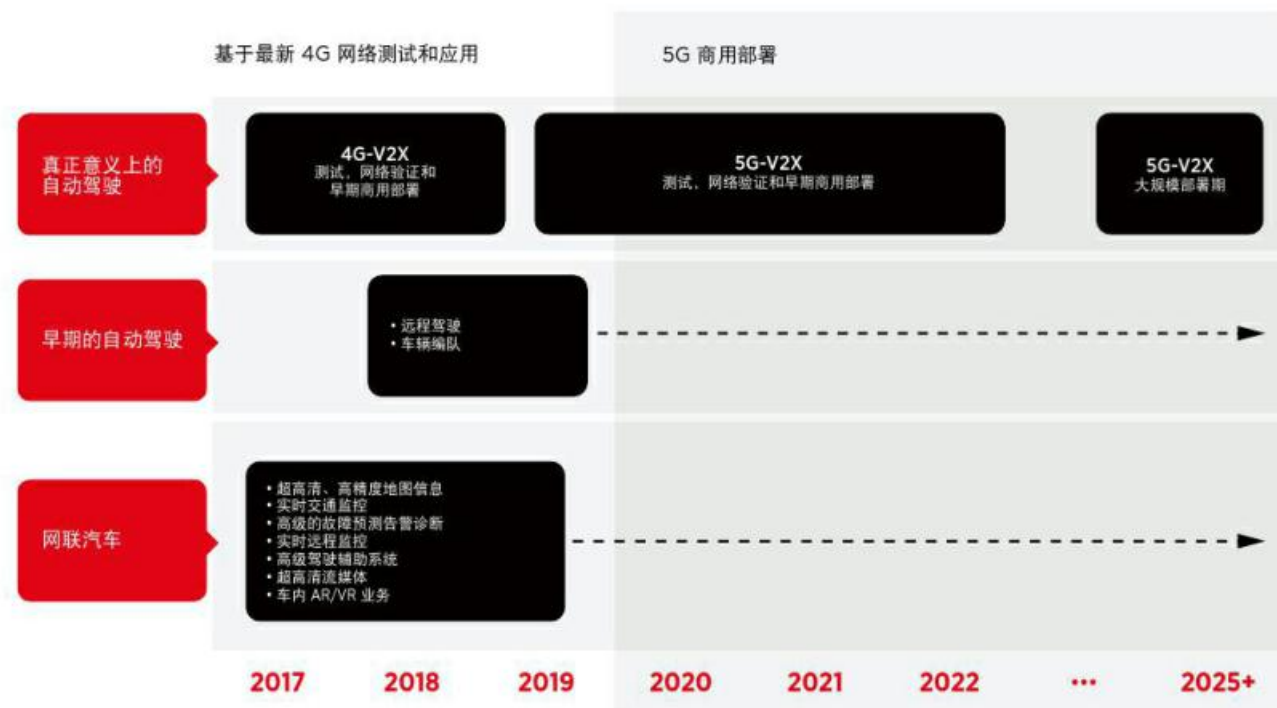 基于最新 4G 网络测试和应用
5G 商用部署
真正意义上的
自动驾驶
4G-V2X
测试、网络验证和
早期商用部署
5G-V2X
测试、网络验证和早期商用部署
5G-V2X
大规模部署期
早期的自动驾驶
• 远程驾驶
• 车辆编队
网联汽车
• 超高清、高精度地图信息
• 实时交通监控
• 高级的故障预测告警诊断
• 实时远程监控
• 高级驾驶辅助系统
• 超高清流媒体
• 车内 AR/VR 业务
2017 2018 2019 2020 2021 2022 ... 2025+